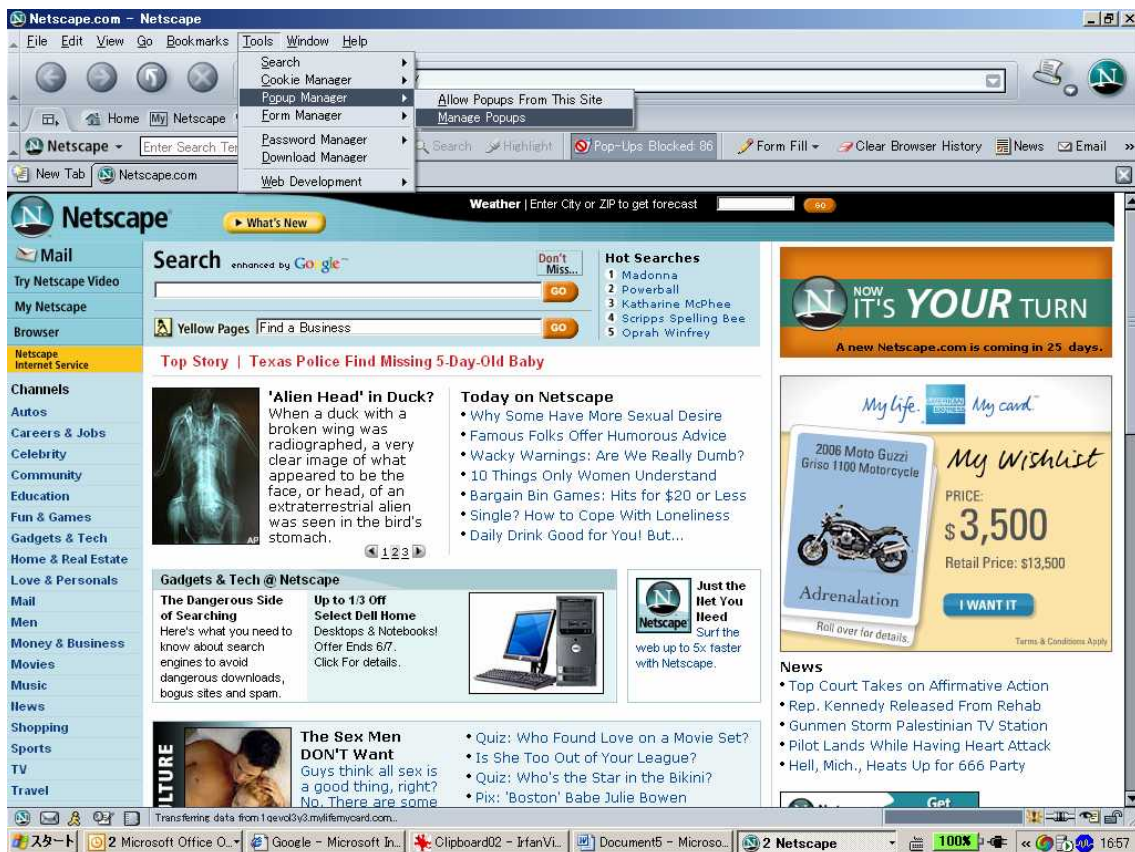 Netscape.com - Netscape
File Edit View Go Bookmarks Tools Window Help
Search
Cookie Manager
Popup Manager
Form Manager
Password Manager
Download Manager
Web Development
Allow Popups From This Site
Manage Popups
Home My Netscape
Netscape Enter Search Ter Search Highlight Pop-Ups Blocked: 86 Form Fill Clear Browser History News Email »
New Tab Netscape.com
Netscape
What's New
Weather | Enter City or ZIP to get forecast GO
Mail
Try Netscape Video
My Netscape
Browser
Netscape
Internet Service
Channels
Autos
Careers & Jobs
Celebrity
Community
Education
Fun & Games
Gadgets & Tech
Home & Real Estate
Love & Personals
Mail
Men
Money & Business
Movies
Music
News
Shopping
Sports
TV
Travel
Search enhanced by Google
Don't
Miss...
GO
Yellow Pages Find a Business GO
Hot Searches
1 Madonna
2 Powerball
3 Katharine McPhee
4 Scripps Spelling Bee
5 Oprah Winfrey
Top Story | Texas Police Find Missing 5-Day-Old Baby
'Alien Head' in Duck?
When a duck with a
broken wing was
radiographed, a very
clear image of what
appeared to be the
face, or head, of an
extraterrestrial alien
was seen in the bird's
stomach.
AP
1 2 3
Today on Netscape
• Why Some Have More Sexual Desire
• Famous Folks Offer Humorous Advice
• Wacky Warnings: Are We Really Dumb?
• 10 Things Only Women Understand
• Bargain Bin Games: Hits for $20 or Less
• Single? How to Cope With Loneliness
• Daily Drink Good for You! But...
Gadgets & Tech @ Netscape
The Dangerous Side
of Searching
Here's what you need to
know about search
engines to avoid
dangerous downloads,
bogus sites and spam.
Up to 1/3 Off
Select Dell Home
Desktops & Notebooks!
Offer Ends 6/7.
Click For details.
Netscape
Just the
Net You
Need
Surf the
web up to 5x faster
with Netscape.
CULTURE
The Sex Men
DON'T Want
Guys think all sex is
a good thing, right?
No. There are some
• Quiz: Who Found Love on a Movie Set?
• Is She Too Out of Your League?
• Quiz: Who's the Star in the Bikini?
• Pix: 'Boston' Babe Julie Bowen
NOW
IT'S YOUR TURN
A new Netscape.com is coming in 25 days.
My life. AMERICAN EXPRESS My card.
2006 Moto Guzzi
Griso 1100 Motorcycle
Adrenalation
Roll over for details.
My Wishlist
PRICE:
$3,500
Retail Price: $13,500
I WANT IT
Terms & Conditions Apply
News
• Top Court Takes on Affirmative Action
• Rep. Kennedy Released From Rehab
• Gunmen Storm Palestinian TV Station
• Pilot Lands While Having Heart Attack
• Hell, Mich., Heats Up for 666 Party
Get
Transferring data from 1qevol3y3.mylifemycard.com...
スタート 2 Microsoft Office O... Google - Microsoft In... Clipboard02 - IrfanVi... Document5 - Microso... 2 Netscape 100% « 16:57